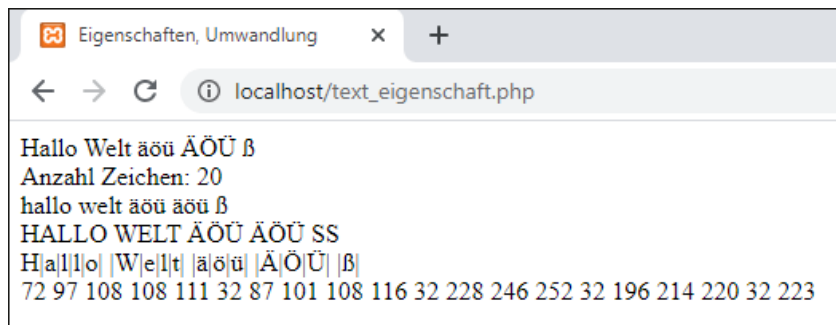 Eigenschaften, Umwandlung
localhost/text_eigenschaft.php
Hallo Welt äöü ÄÖÜ ß
Anzahl Zeichen: 20
hallo welt äöü äöü ß
HALLO WELT ÄÖÜ ÄÖÜ SS
H|a|l|l|o| |W|e|l|t| |ä|ö|ü| |Ä|Ö|Ü| |ß|
72 97 108 108 111 32 87 101 108 116 32 228 246 252 32 196 214 220 32 223